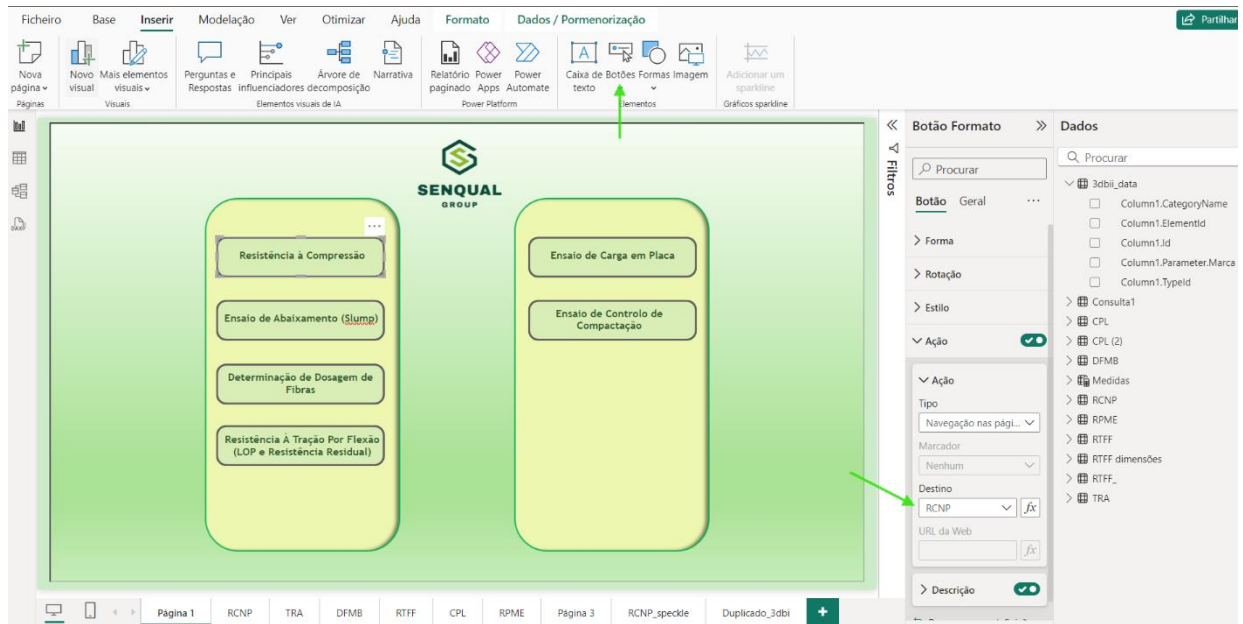 Ficheiro Base Inserir Modelação Ver Otimizar Ajuda Formato Dados / Pormenorização
Partilhar
Nova página
Novo visual
Mais elementos visuais
Perguntas e Respostas
Principais influenciadores
Árvore de decomposição
Narrativa
Relatório paginado
Power Apps
Power Automate
Caixa de texto
Botões
Formas
Imagem
Adicionar um sparkline
Páginas
Visuais
Elementos visuais de IA
Power Platform
Elementos
Gráficos sparkline
SENQUAL
GROUP
Resistência à Compressão
Ensaio de Abaixamento (Slump)
Determinação de Dosagem de
Fibras
Resistência À Tração Por Flexão
(LOP e Resistência Residual)
Ensaio de Carga em Placa
Ensaio de Controlo de
Compactação
Filtros
Botão Formato
Procurar
Botão Geral
Forma
Rotação
Estilo
Ação
Ação
Tipo
Navegação nas pági...
Marcador
Nenhum
Destino
RCNP
fx
URL da Web
fx
Descrição
Dados
Procurar
3dbii_data
Column1.CategoryName
Column1.ElementId
Column1.Id
Column1.Parameter.Marca
Column1.TypeId
Consulta1
CPL
CPL (2)
DFMB
Medidas
RCNP
RPME
RTFF
RTFF dimensões
RTFF_
TRA
Página 1 RCNP TRA DFMB RTFF CPL RPME Página 3 RCNP_speckle Duplicado_3dbi